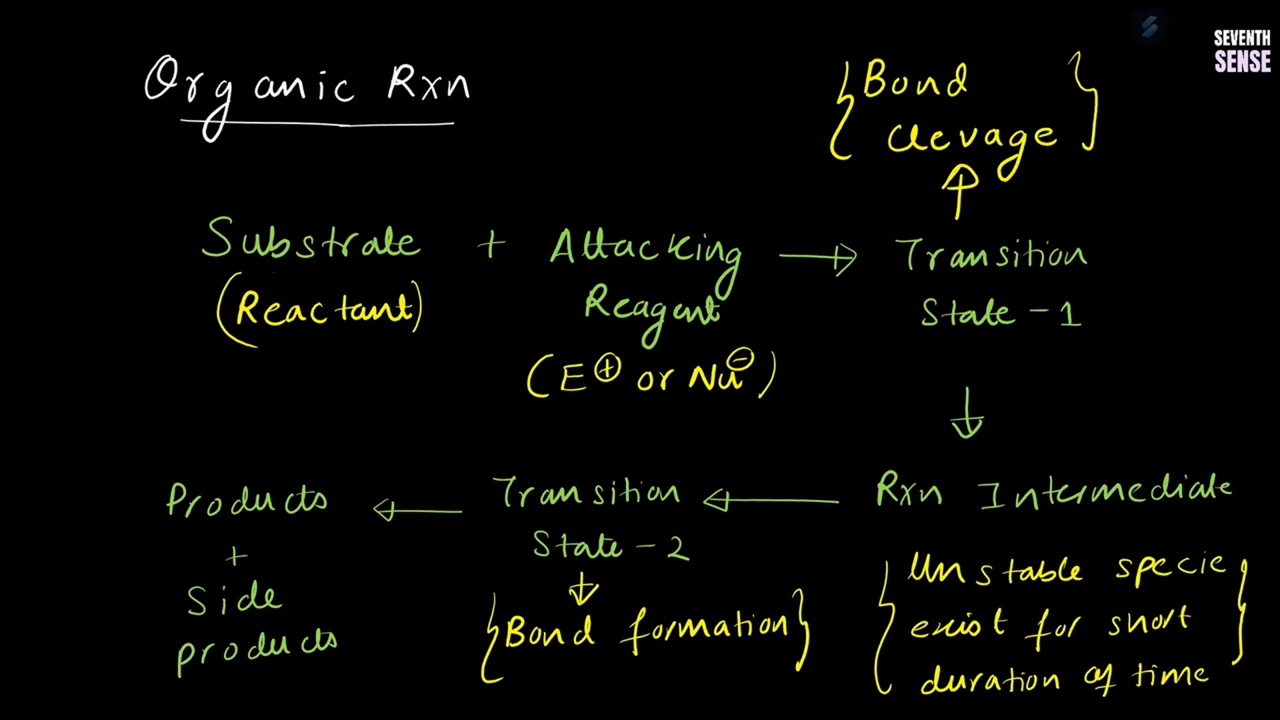 SEVENTH
SENSE
Organic Rxn
{Bond
clevage}
↑
Substrate + Attacking → Transition
(Reactant) Reagent State - 1
(E⊕ or Nu⊖)
↓
Products ← Transition ← Rxn Intermediate
+ State - 2
Side ↓ {Unstable specie
products {Bond formation} exist for short
duration of time}